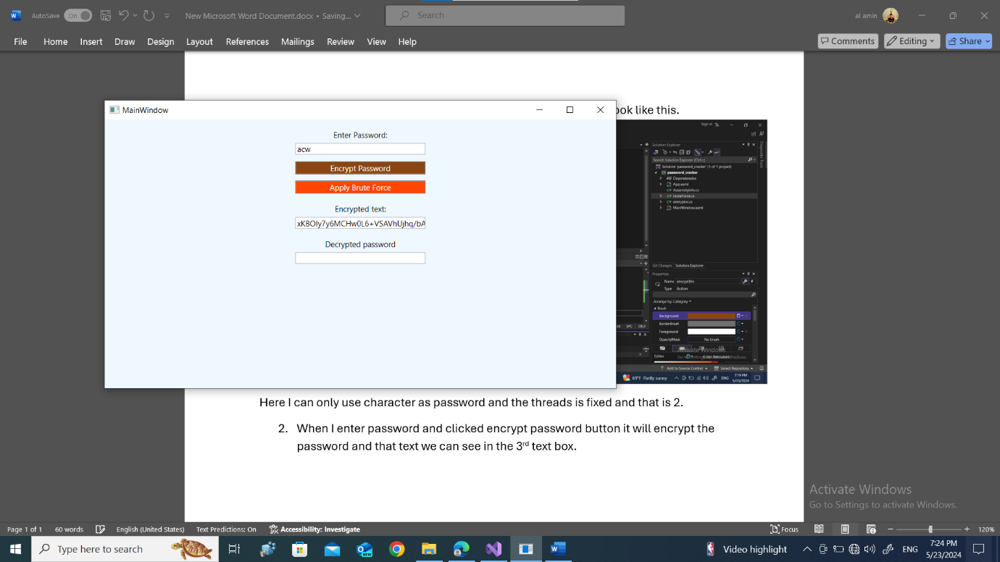 AutoSave On New Microsoft Word Document.docx • Saving... Search al amin
File Home Insert Draw Design Layout References Mailings Review View Help Comments Editing Share
MainWindow
ook like this.
Enter Password:
acw
Encrypt Password
Apply Brute Force
Encrypted text:
xKBOIy7y6MCHw0L6+VSAVhUjhq/bA
Decrypted password
Sign in
Solution Explorer
Search Solution Explorer (Ctrl+;)
Solution 'password_cracker' (1 of 1 project)
password_cracker
Dependencies
App.xaml
AssemblyInfo.cs
bruteForce.cs
encryptor.cs
MainWindow.xaml
Diagnostic Tools
Git Changes Solution Explorer
Properties
Name encryptBtn
Type Button
Arrange by: Category
Brush
Background
BorderBrush
Foreground
OpacityMask No brush
SPC CRLF
Activate Windows
Editor Color Resources
Add to Source Control Select Repository
69°F Partly sunny ENG 7:19 PM
5/23/2024
Here I can only use character as password and the threads is fixed and that is 2.
2. When I enter password and clicked encrypt password button it will encrypt the
password and that text we can see in the 3rd text box.
Activate Windows
Go to Settings to activate Windows.
Page 1 of 1 60 words English (United States) Text Predictions: On Accessibility: Investigate Focus 120%
Type here to search Video highlight ENG 7:24 PM
5/23/2024